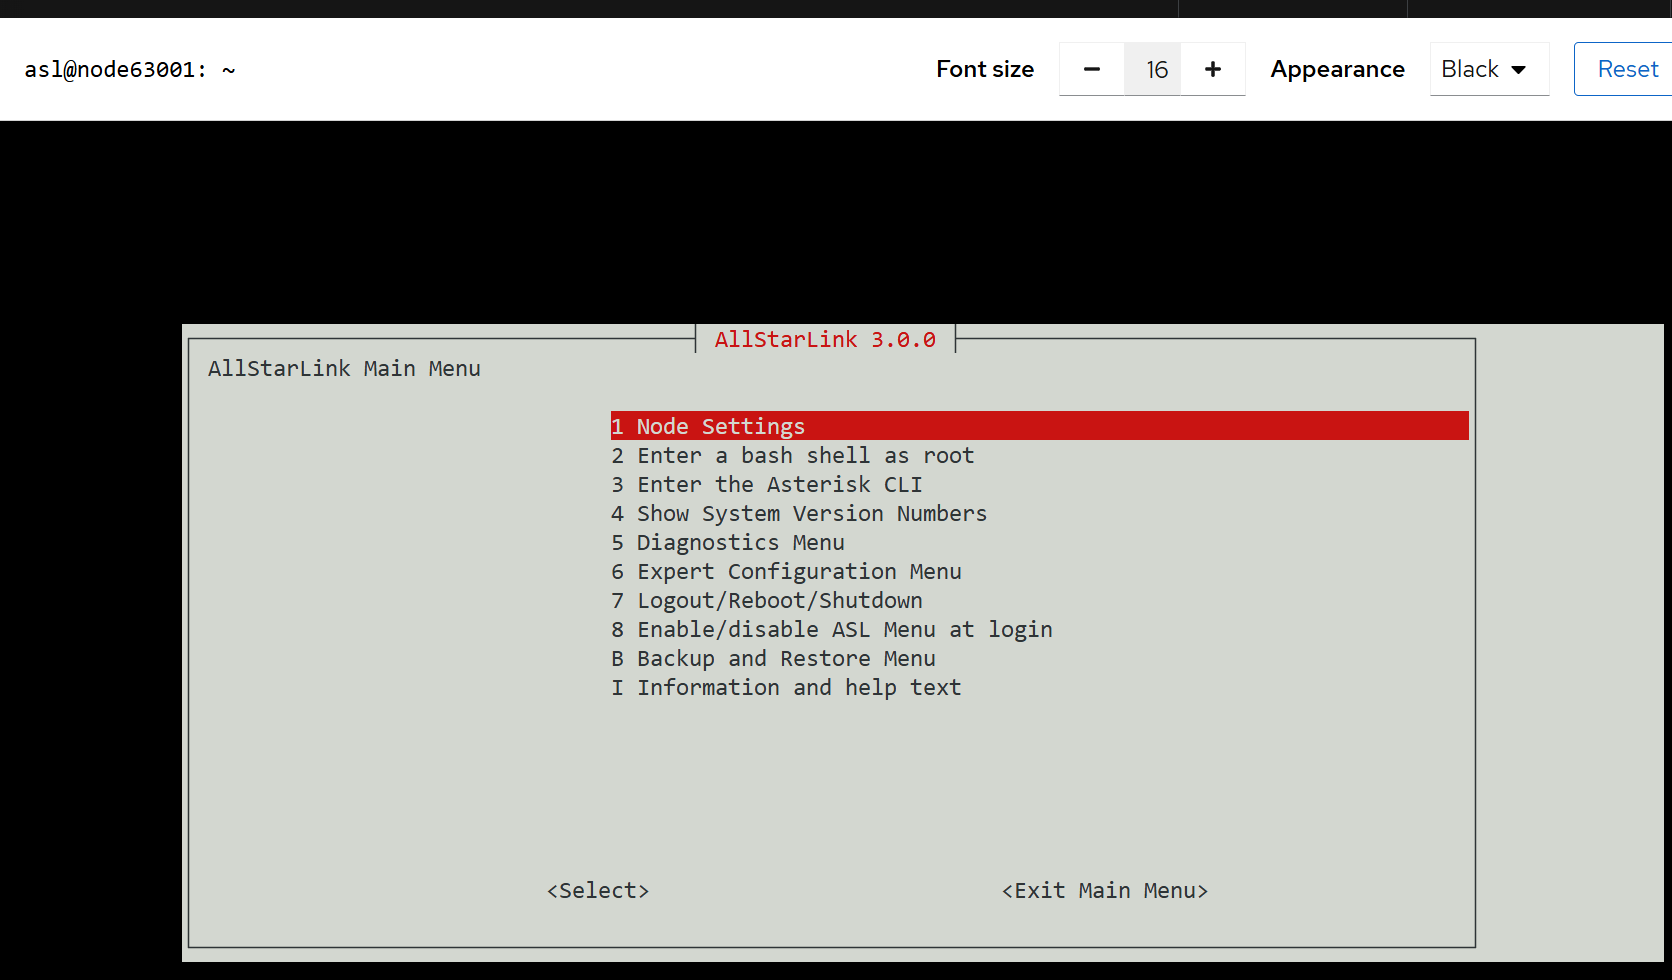 asl@node63001: ~
Font size − 16 + Appearance Black Reset
AllStarLink 3.0.0
AllStarLink Main Menu
1 Node Settings
2 Enter a bash shell as root
3 Enter the Asterisk CLI
4 Show System Version Numbers
5 Diagnostics Menu
6 Expert Configuration Menu
7 Logout/Reboot/Shutdown
8 Enable/disable ASL Menu at login
B Backup and Restore Menu
I Information and help text
<Select> <Exit Main Menu>